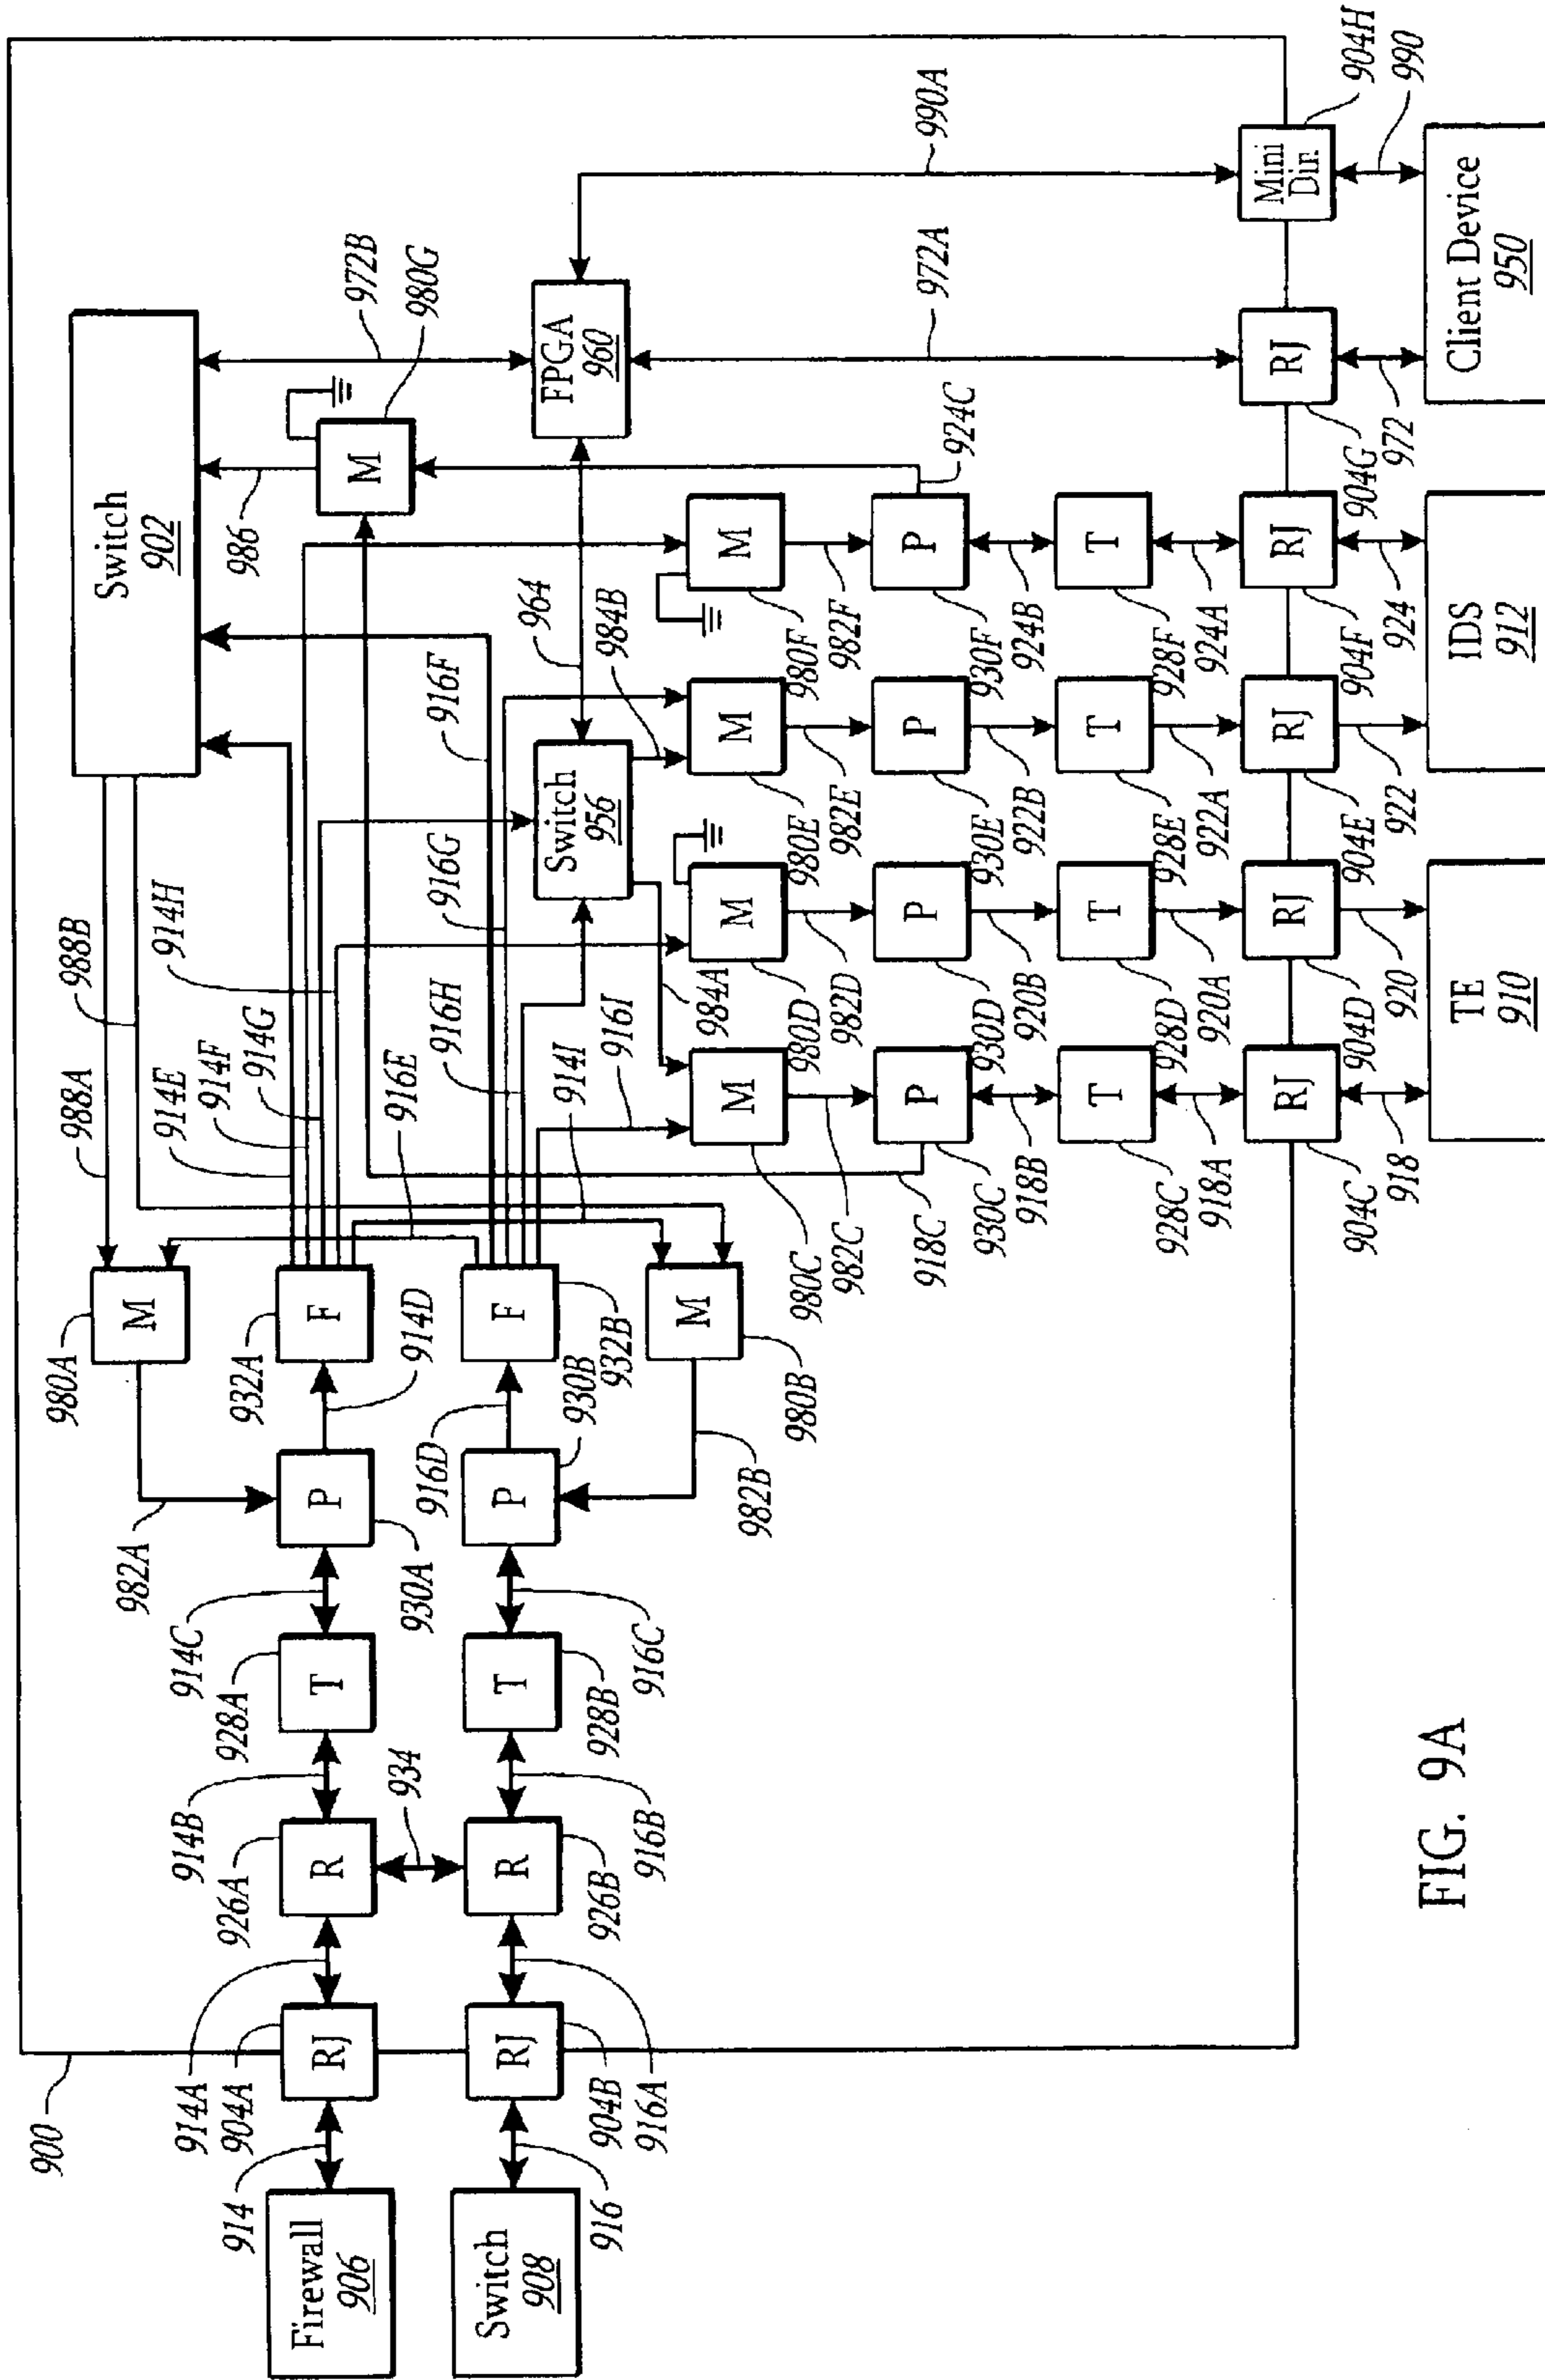 900
988A
988B
914H
914E
914F
914G
916E
916H
914I
916I
916G
916F
Switch
902
986
972B
980G
M
964
984B
FPGA
960
990A
972A
924C
Switch
956
984A
980A
M
982A
932A
F
914D
914C
928A
T
P
930A
914B
926A
R
934
914A
904A
RJ
914
Firewall
906
916D
F
930B
932B
P
M
980B
982B
T
928B
916C
R
926B
916B
RJ
904B
916A
916
Switch
908
M
M
M
M
980C
982C
980D
982D
980E
982E
980F
982F
918C
P
P
P
P
930C
918B
930D
920B
930E
922B
930F
924B
T
T
T
T
928C
918A
928D
920A
928E
922A
928F
924A
RJ
RJ
RJ
RJ
RJ
Mini
Din
904C
918
904D
920
904E
922
904F
924
904G
972
904H
990
TE
910
IDS
912
Client Device
950
FIG. 9A